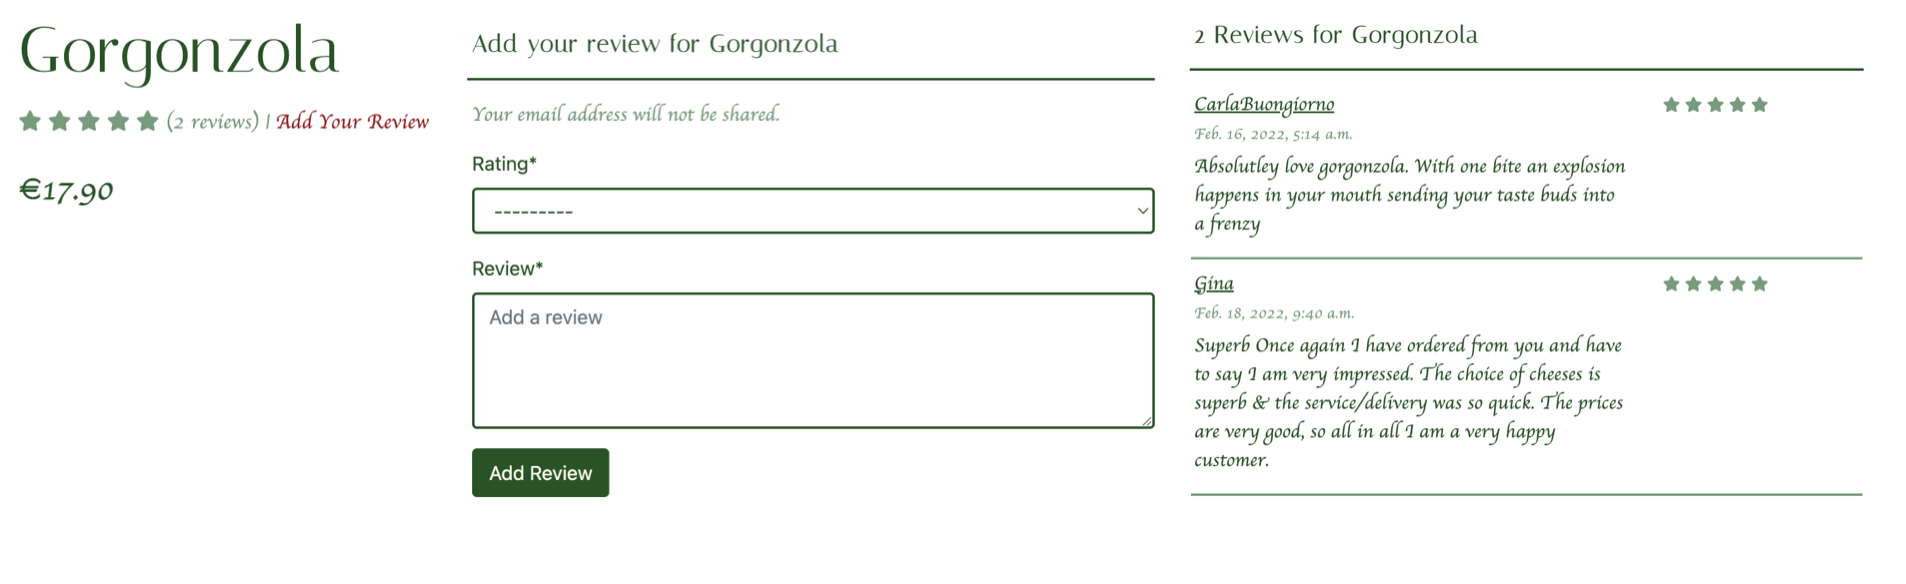 Gorgonzola
(2 reviews) | Add Your Review
€17.90
Add your review for Gorgonzola
Your email address will not be shared.
Rating*
---------
Review*
Add a review
Add Review
2 Reviews for Gorgonzola
CarlaBuongiorno
Feb. 16, 2022, 5:14 a.m.
Absolutley love gorgonzola. With one bite an explosion
happens in your mouth sending your taste buds into
a frenzy
Gina
Feb. 18, 2022, 9:40 a.m.
Superb Once again I have ordered from you and have
to say I am very impressed. The choice of cheeses is
superb & the service/delivery was so quick. The prices
are very good, so all in all I am a very happy
customer.